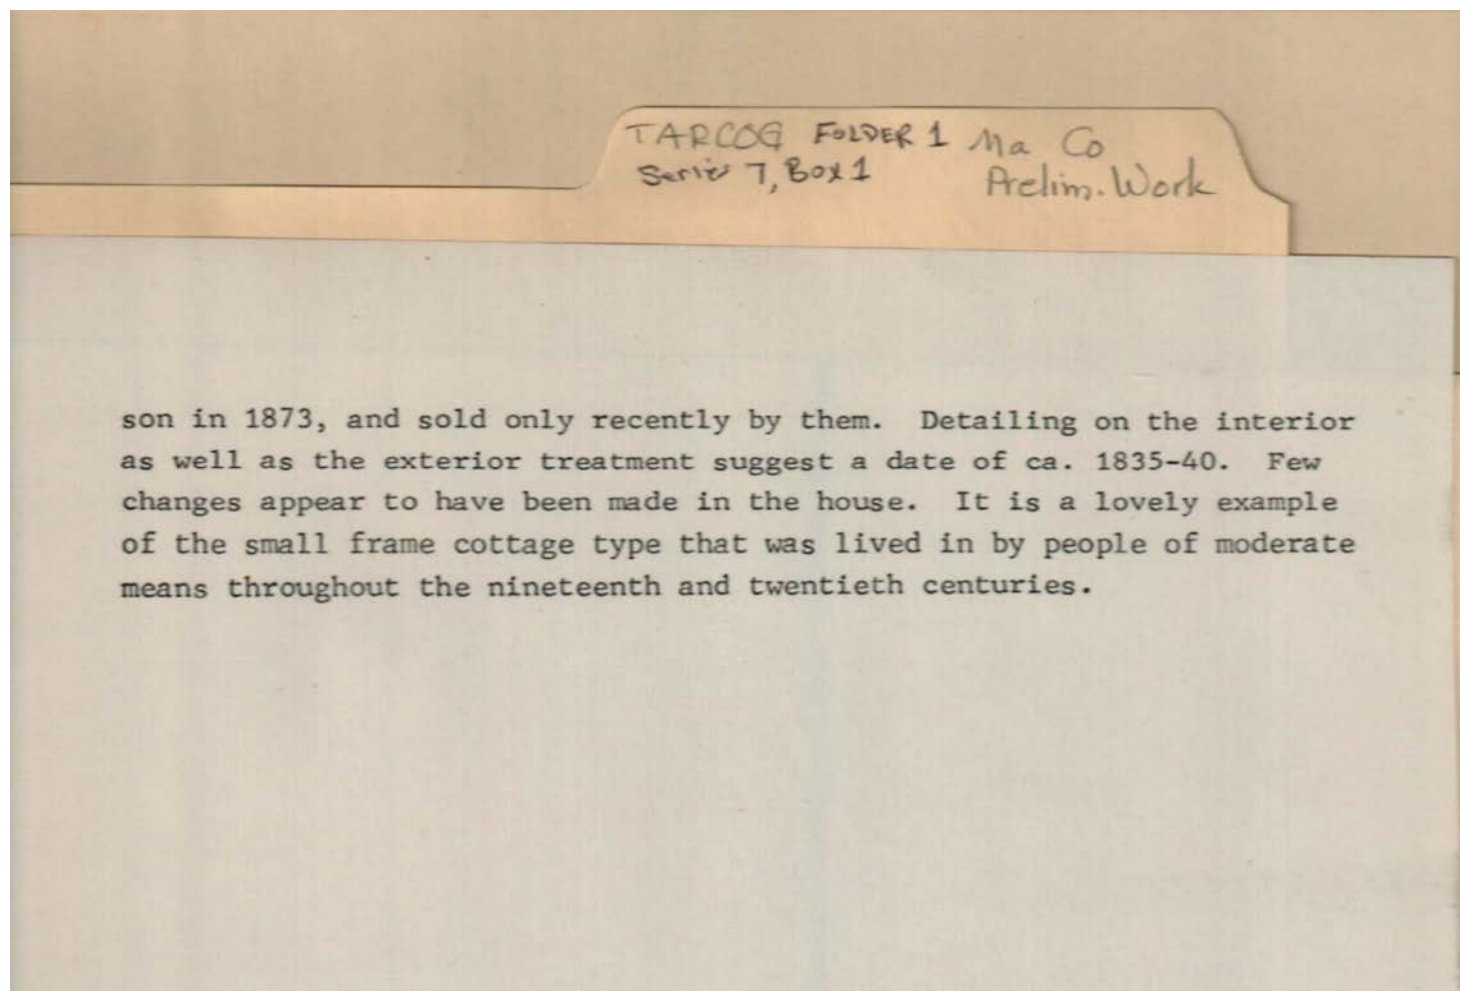 TARCOG FOLDER 1 Ma Co
Series 7, Box 1 Prelim. Work
son in 1873, and sold only recently by them. Detailing on the interior
as well as the exterior treatment suggest a date of ca. 1835-40. Few
changes appear to have been made in the house. It is a lovely example
of the small frame cottage type that was lived in by people of moderate
means throughout the nineteenth and twentieth centuries.